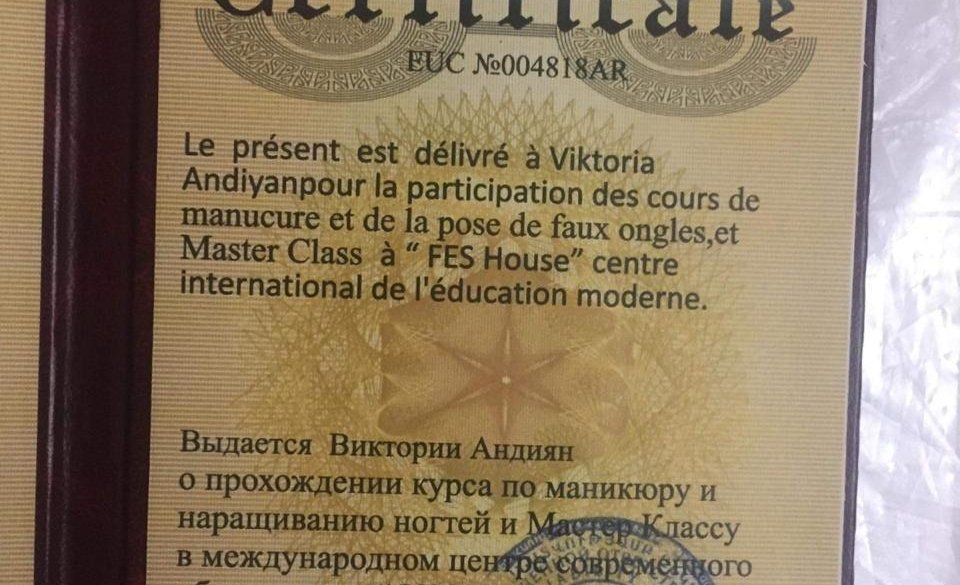 Certificate
EUC №004818AR
Le présent est délivré à Viktoria
Andiyanpour la participation des cours de
manucure et de la pose de faux ongles,et
Master Class à “ FES House” centre
international de l'éducation moderne.
Выдается Виктории Андиян
о прохождении курса по маникюру и
наращиванию ногтей и Мастер Классу
в международном центре современного